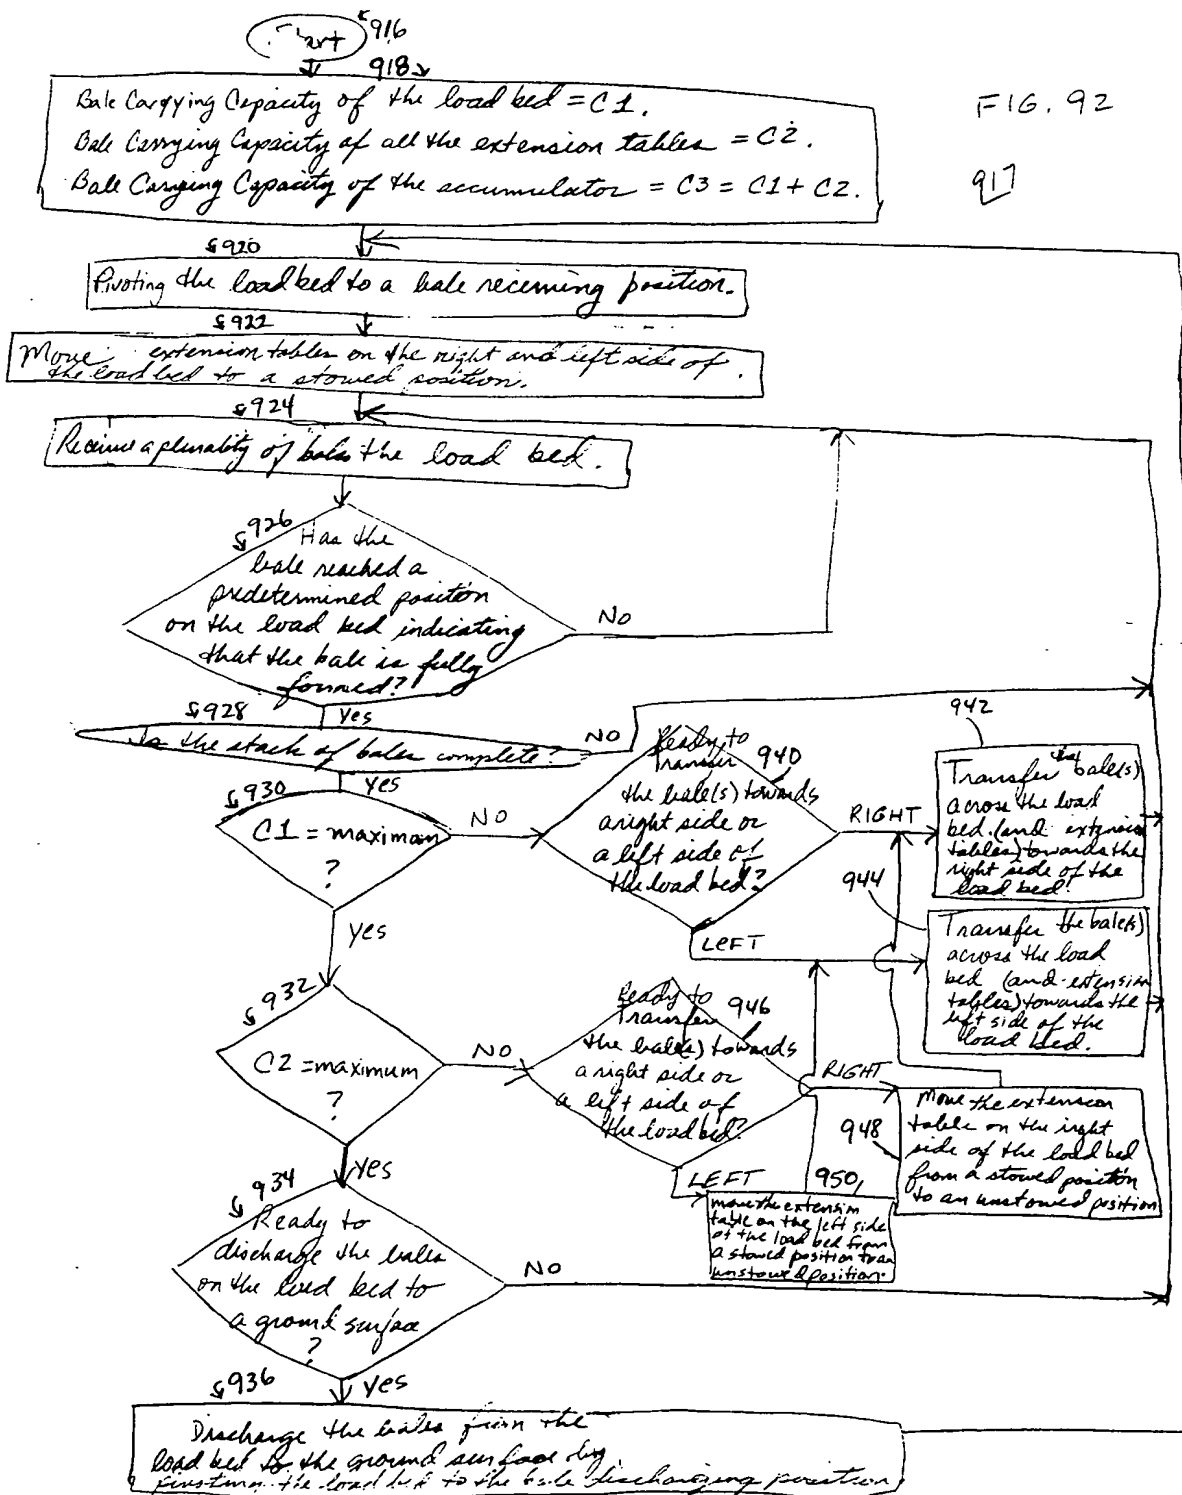 916
918
Bale Carrying Capacity of the load bed = C1.
Bale Carrying Capacity of all the extension tables = C2.
Bale Carrying Capacity of the accumulator = C3 = C1 + C2.
FIG. 92
917
920
Pivoting the load bed to a bale receiving position.
922
Move extension tables on the right and left side of
the load bed to a stowed position.
924
Receive a plurality of bales the load bed.
926
Has the
bale reached a
predetermined position
on the load bed indicating
that the bale is fully
formed?
NO
Yes
928
Is the stack of bales complete?
NO
Yes
930
C1 = maximum
?
NO
Yes
Ready to
Transfer 940
the bale(s) towards
a right side or
a left side of
the load bed?
RIGHT
LEFT
942
Transfer the bale(s)
across the load
bed (and extension
tables) towards the
right side of the
load bed.
944
Transfer the bale(s)
across the load
bed (and extension
tables) towards the
left side of the
load bed.
932
C2 = maximum
?
NO
Yes
Ready to
Transfer 946
the bale(s) towards
a right side or
a left side of
the load bed?
RIGHT
LEFT
948
Move the extension
table on the right
side of the load bed
from a stowed position
to an unstowed position
950
move the extension
table on the left side
of the load bed from
a stowed position to an
unstowed position.
934
Ready to
discharge the bales
on the load bed to
a ground surface
?
NO
Yes
936
Discharge the bales from the
load bed to the ground surface by
pivoting the load bed to the bale discharging position